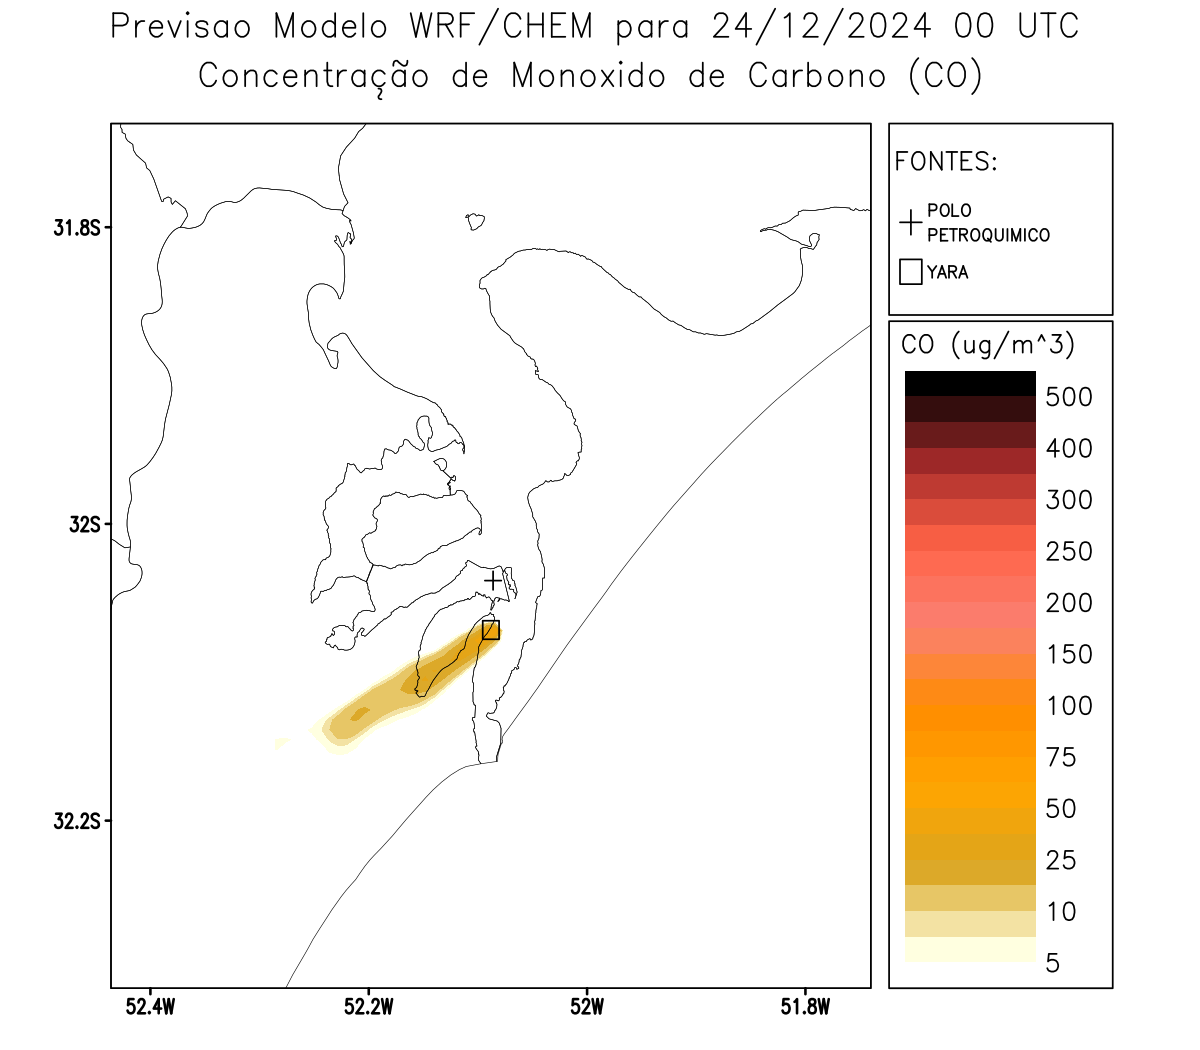 Previsao Modelo WRF/CHEM para 24/12/2024 00 UTC
Concentração de Monoxido de Carbono (CO)
FONTES:
POLO
PETROQUIMICO
YARA
CO (ug/m^3)
500
400
300
250
200
150
100
75
50
25
10
5
31.8S
32S
32.2S
52.4W
52.2W
52W
51.8W